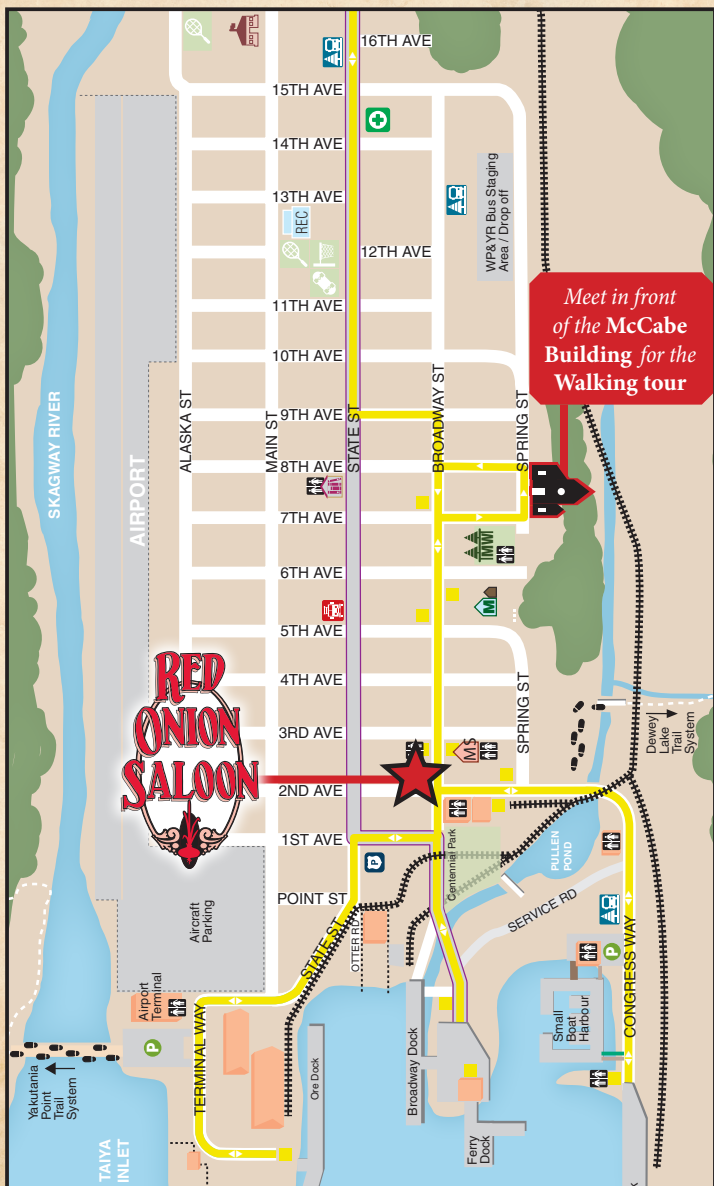 16TH AVE
15TH AVE
14TH AVE
13TH AVE
REC
12TH AVE
WP&YR Bus Staging
Area / Drop off
11TH AVE
10TH AVE
Meet in front
of the McCabe
Building for the
Walking tour
SKAGWAY RIVER
AIRPORT
ALASKA ST
MAIN ST
STATE ST
BROADWAY ST
SPRING ST
9TH AVE
8TH AVE
7TH AVE
MWT
6TH AVE
M
5TH AVE
4TH AVE
SPRING ST
RED
ONION
SALOON
3RD AVE
MS
Dewey
Lake
Trail
System
2ND AVE
1ST AVE
P
Centennial Park
PULLEN
POND
POINT ST
Aircraft
Parking
STATE ST
OTTER RD
SERVICE RD
CONGRESS WAY
P
Airport
Terminal
P
TERMINAL WAY
Small
Boat
Harbour
Yakutania
Point
Trail
System
Ore Dock
Broadway Dock
Ferry
Dock
TAIYA
INLET